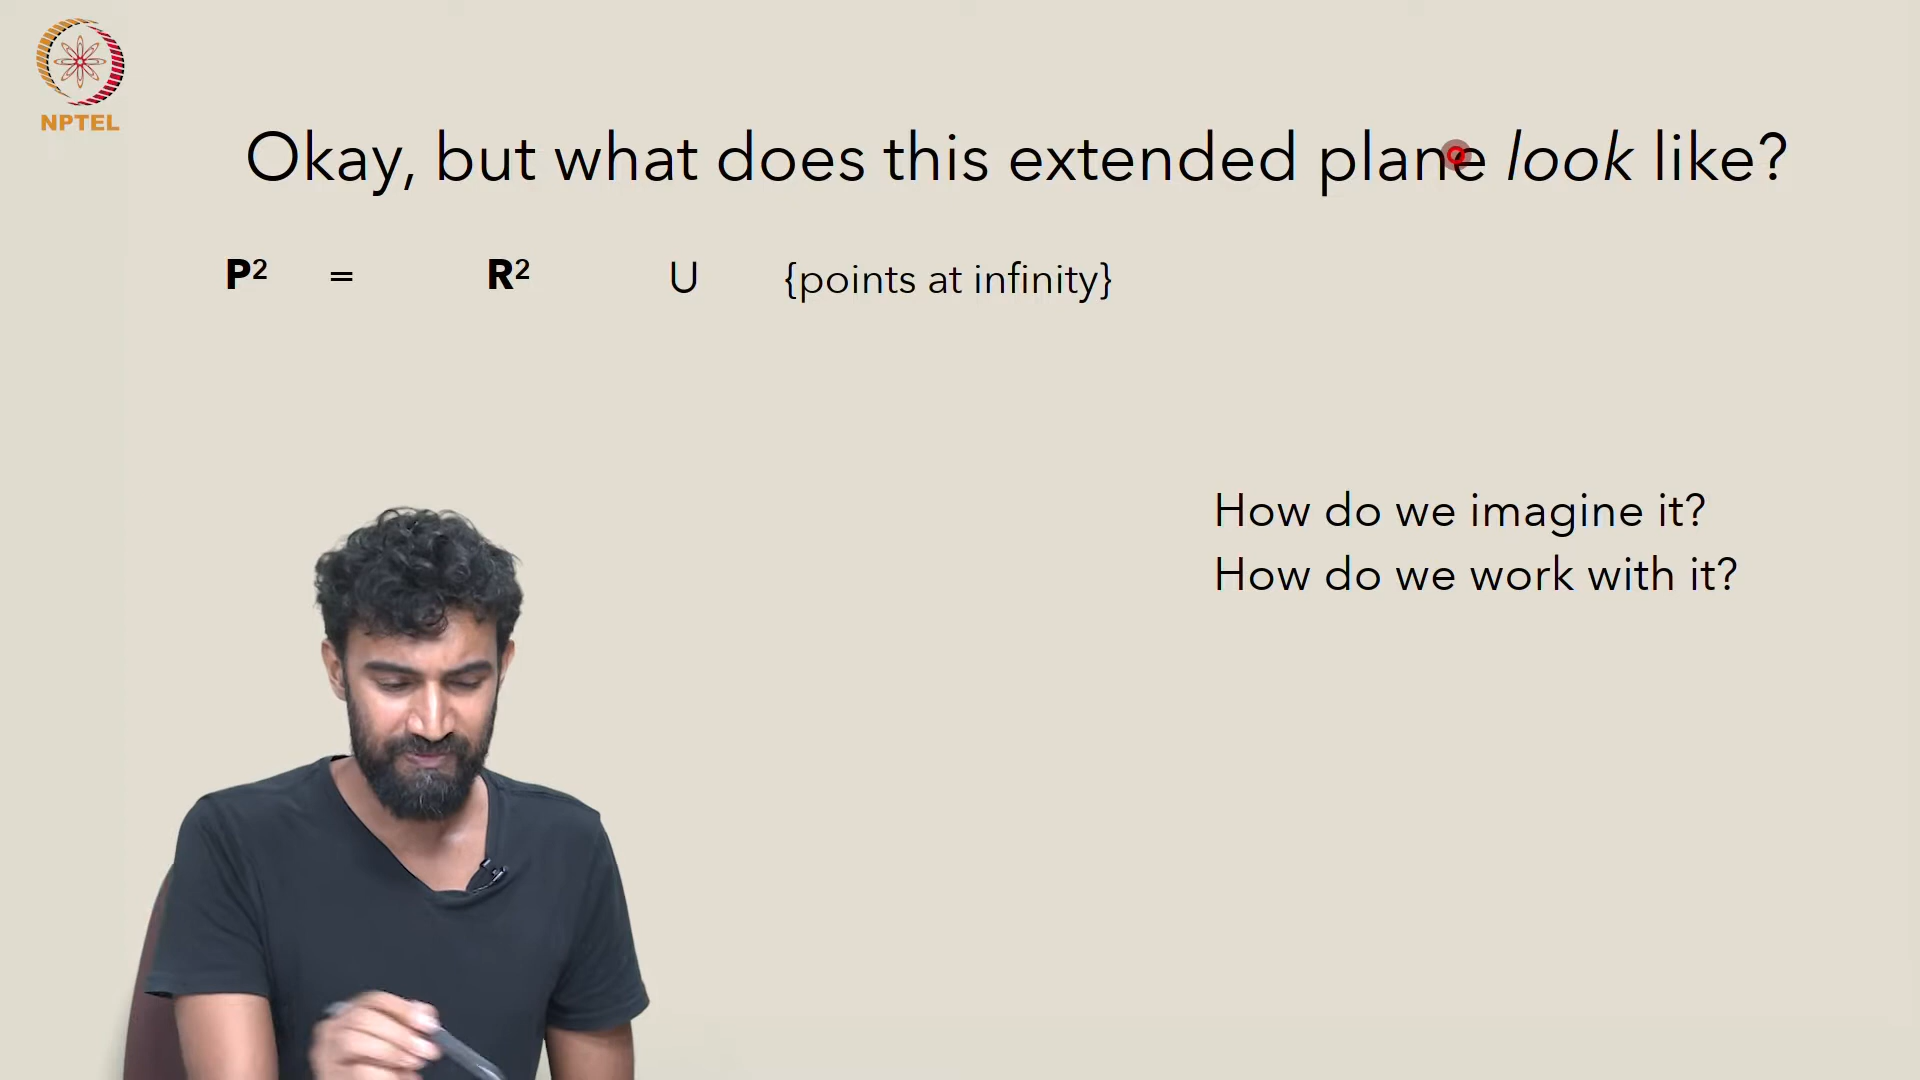 NPTEL
Okay, but what does this extended plane look like?
P² = R² U {points at infinity}
How do we imagine it?
How do we work with it?